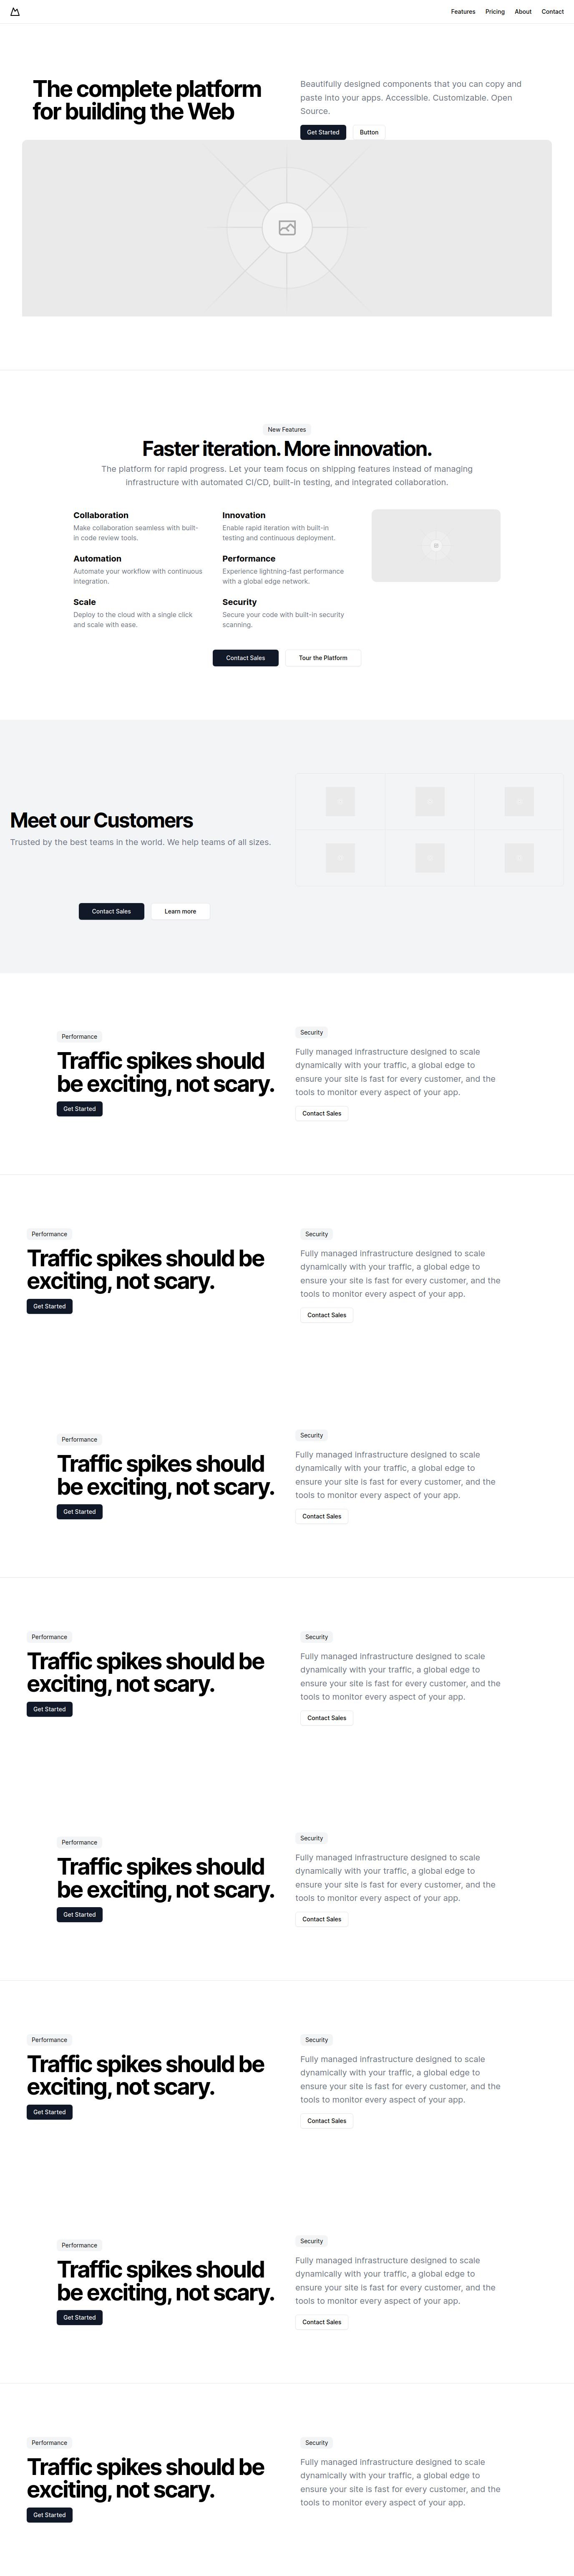 Features Pricing About Contact
The complete platform
for building the Web
Beautifully designed components that you can copy and
paste into your apps. Accessible. Customizable. Open
Source.
Get Started Button
New Features
Faster iteration. More innovation.
The platform for rapid progress. Let your team focus on shipping features instead of managing
infrastructure with automated CI/CD, built-in testing, and integrated collaboration.
Collaboration
Make collaboration seamless with built-
in code review tools.
Innovation
Enable rapid iteration with built-in
testing and continuous deployment.
Automation
Automate your workflow with continuous
integration.
Performance
Experience lightning-fast performance
with a global edge network.
Scale
Deploy to the cloud with a single click
and scale with ease.
Security
Secure your code with built-in security
scanning.
Contact Sales Tour the Platform
Meet our Customers
Trusted by the best teams in the world. We help teams of all sizes.
Contact Sales Learn more
Performance
Traffic spikes should
be exciting, not scary.
Get Started
Security
Fully managed infrastructure designed to scale
dynamically with your traffic, a global edge to
ensure your site is fast for every customer, and the
tools to monitor every aspect of your app.
Contact Sales
Performance
Traffic spikes should be
exciting, not scary.
Get Started
Security
Fully managed infrastructure designed to scale
dynamically with your traffic, a global edge to
ensure your site is fast for every customer, and the
tools to monitor every aspect of your app.
Contact Sales
Performance
Traffic spikes should
be exciting, not scary.
Get Started
Security
Fully managed infrastructure designed to scale
dynamically with your traffic, a global edge to
ensure your site is fast for every customer, and the
tools to monitor every aspect of your app.
Contact Sales
Performance
Traffic spikes should be
exciting, not scary.
Get Started
Security
Fully managed infrastructure designed to scale
dynamically with your traffic, a global edge to
ensure your site is fast for every customer, and the
tools to monitor every aspect of your app.
Contact Sales
Performance
Traffic spikes should
be exciting, not scary.
Get Started
Security
Fully managed infrastructure designed to scale
dynamically with your traffic, a global edge to
ensure your site is fast for every customer, and the
tools to monitor every aspect of your app.
Contact Sales
Performance
Traffic spikes should be
exciting, not scary.
Get Started
Security
Fully managed infrastructure designed to scale
dynamically with your traffic, a global edge to
ensure your site is fast for every customer, and the
tools to monitor every aspect of your app.
Contact Sales
Performance
Traffic spikes should
be exciting, not scary.
Get Started
Security
Fully managed infrastructure designed to scale
dynamically with your traffic, a global edge to
ensure your site is fast for every customer, and the
tools to monitor every aspect of your app.
Contact Sales
Performance
Traffic spikes should be
exciting, not scary.
Get Started
Security
Fully managed infrastructure designed to scale
dynamically with your traffic, a global edge to
ensure your site is fast for every customer, and the
tools to monitor every aspect of your app.